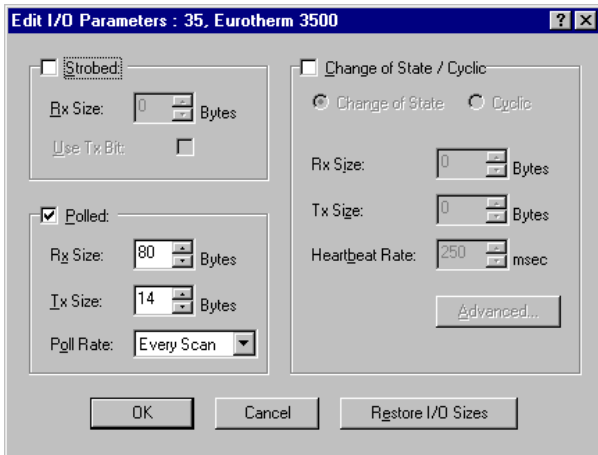 Edit I/O Parameters : 35, Eurotherm 3500
Strobed:
Rx Size: 0 Bytes
Use Tx Bit:
Polled:
Rx Size: 80 Bytes
Tx Size: 14 Bytes
Poll Rate: Every Scan
Change of State / Cyclic
Change of State Cyclic
Rx Size: 0 Bytes
Tx Size: 0 Bytes
Heartbeat Rate: 250 msec
Advanced...
OK Cancel Restore I/O Sizes